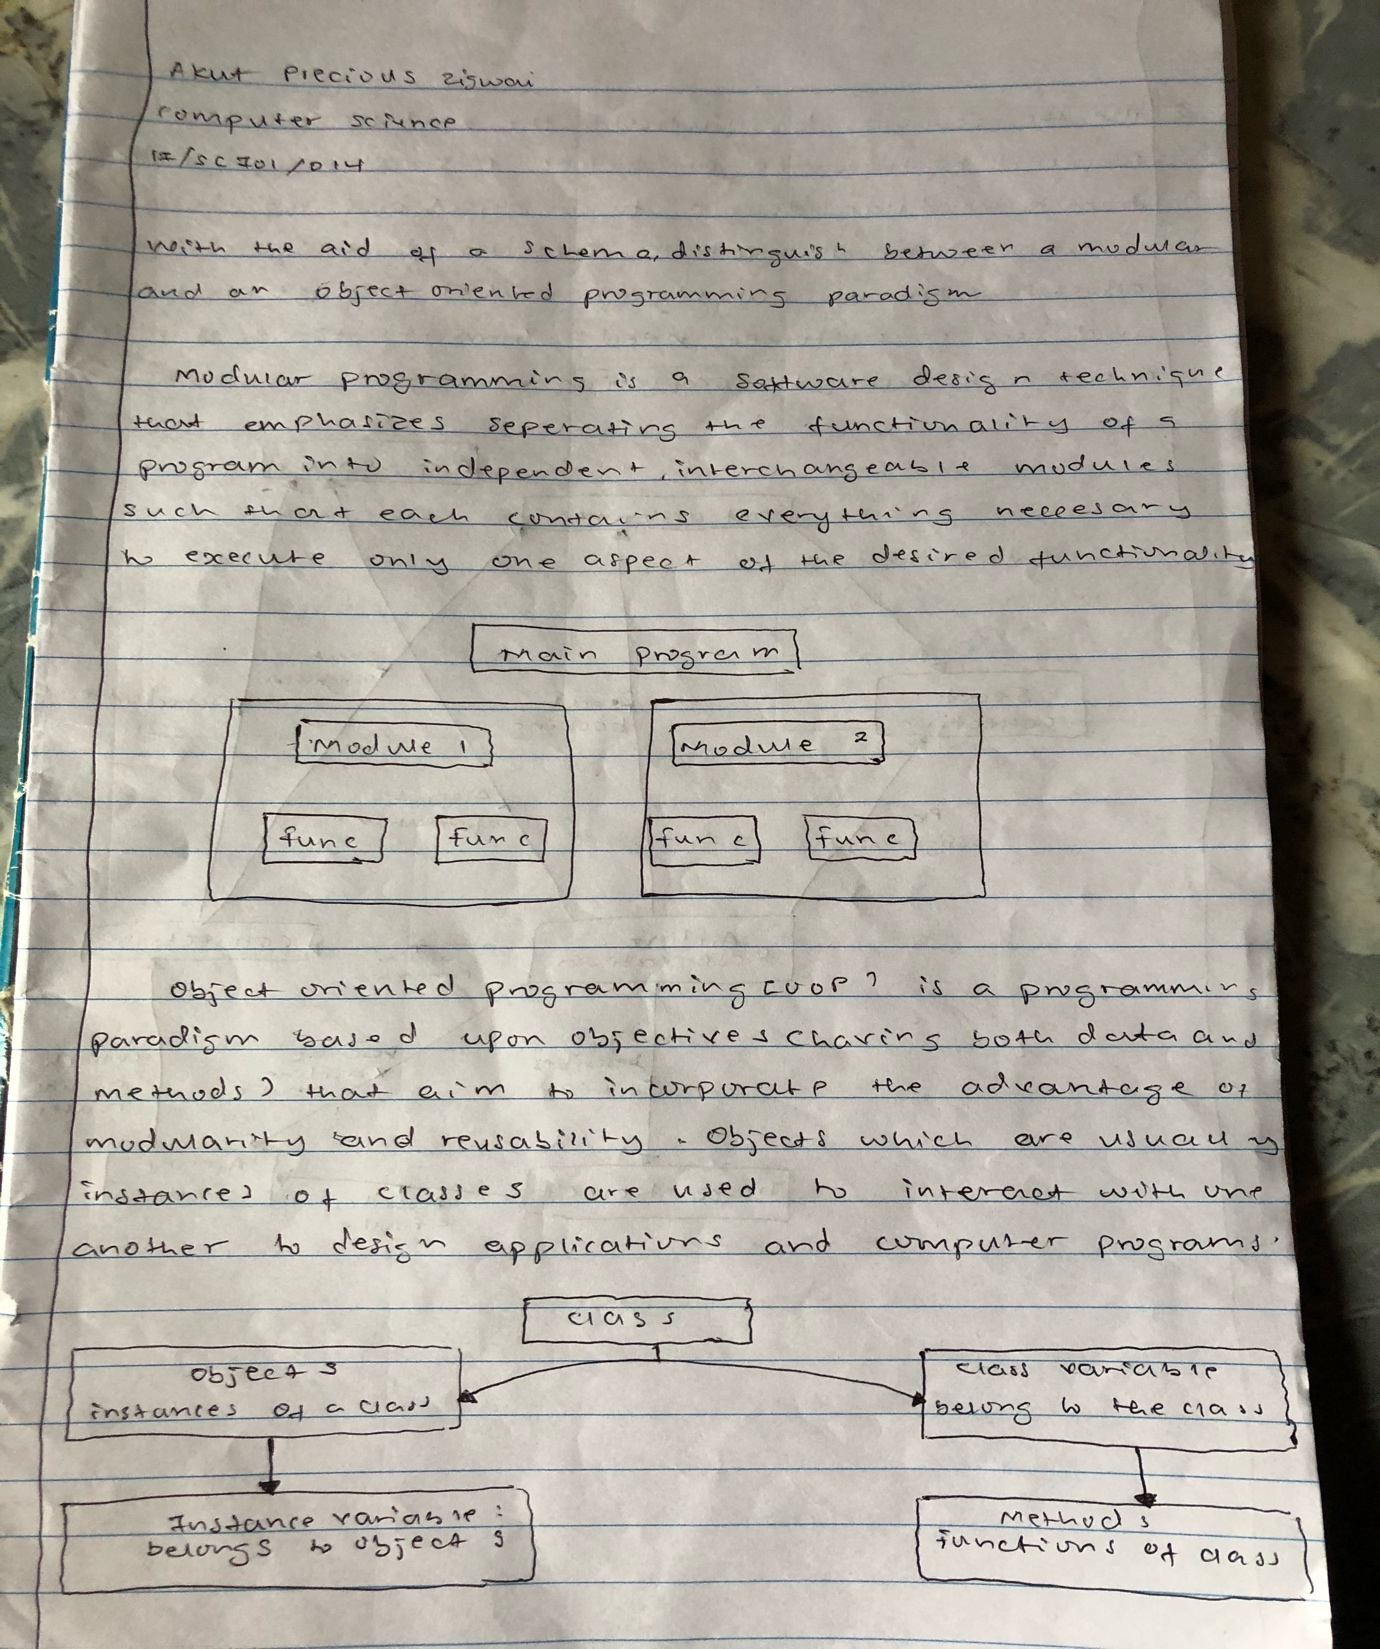 Akut Precious Zigwai
Computer science
17/SC701/014
With the aid of a schema, distinguish between a modular
and an object oriented programming paradigm
Modular programming is a software design technique
that emphasizes seperating the functionality of a
program into independent, interchangeable modules
such that each contains everything neccesary
to execute only one aspect of the desired functionality
Main program
Module 1
Module 2
func
func
func
func
Object oriented programming (OOP) is a programming
paradigm based upon objectives (having both data and
methods) that aim to incorporate the advantage of
modularity and reusability. Objects which are usually
instances of classes are used to interact with one
another to design applications and computer programs.
Class
Objects
instances of a class
Class variable
belong to the class
Instance variable:
belongs to objects
Methods
functions of class